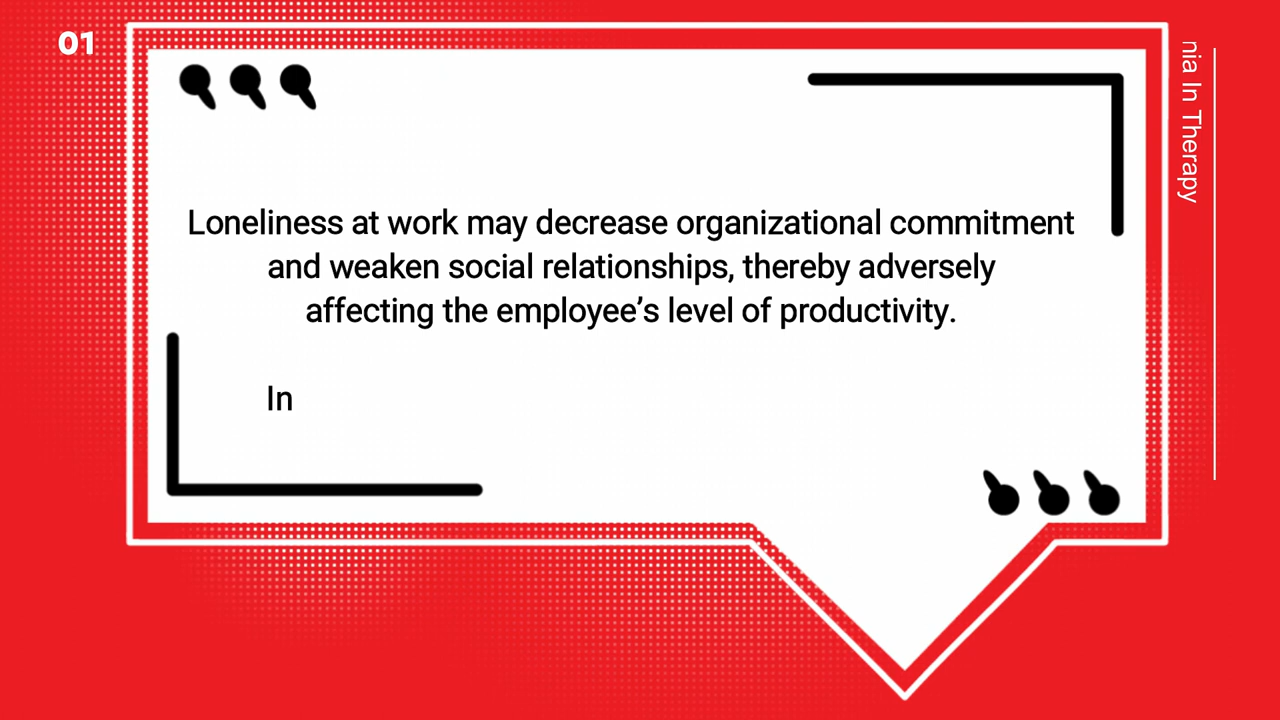 01
Loneliness at work may decrease organizational commitment
and weaken social relationships, thereby adversely
affecting the employee’s level of productivity.
In
In Therapy